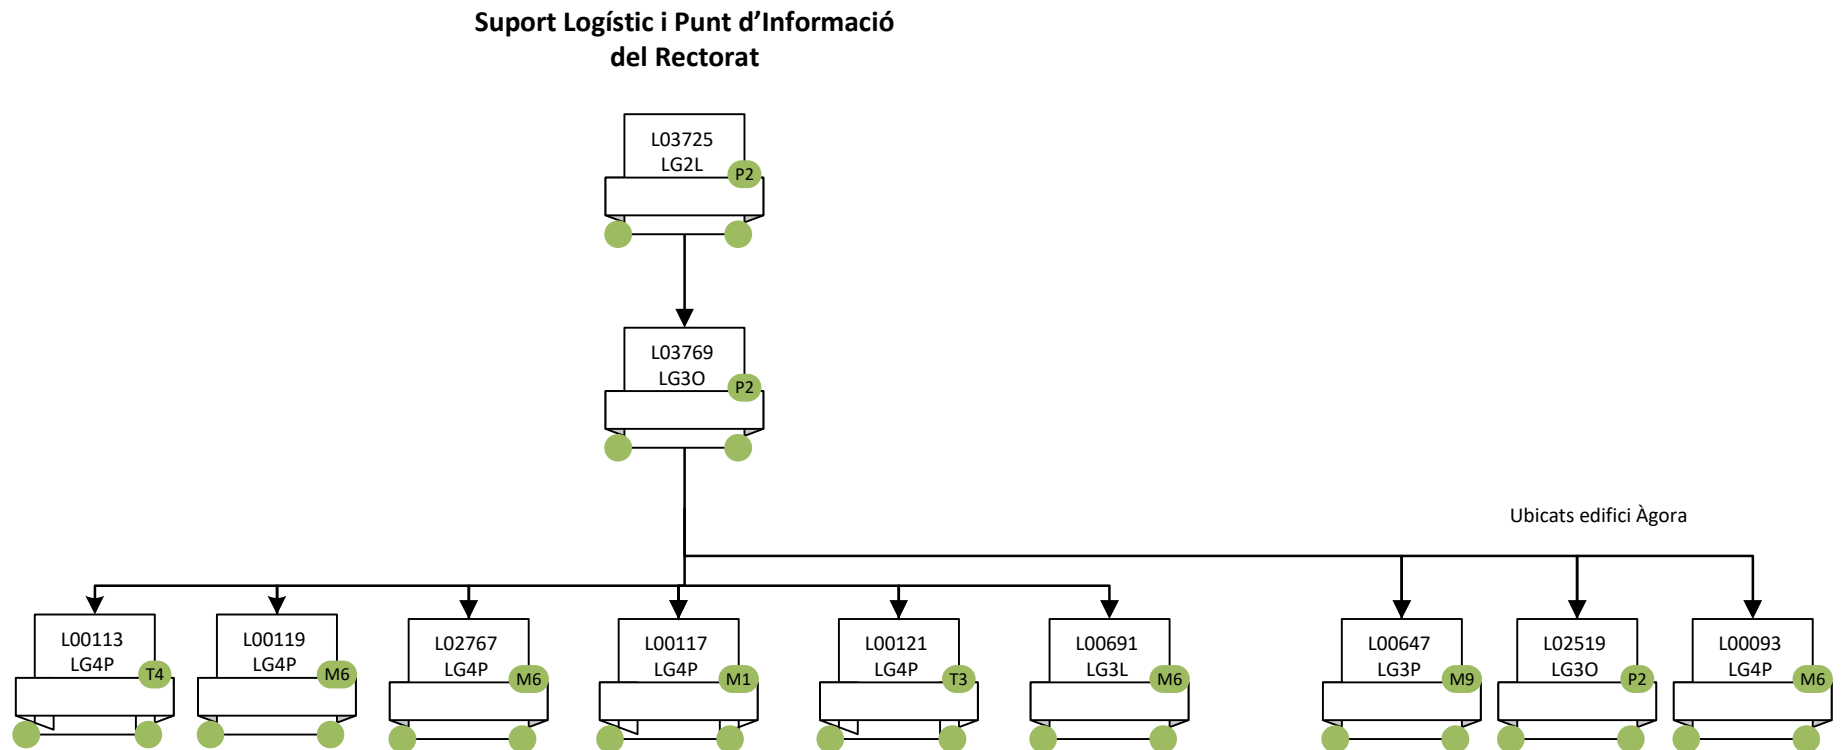 Suport Logístic i Punt d’Informació
del Rectorat
L03725
LG2L
P2
L03769
LG3O
P2
Ubicats edifici Àgora
L00113
LG4P
T4
L00119
LG4P
M6
L02767
LG4P
M6
L00117
LG4P
M1
L00121
LG4P
T3
L00691
LG3L
M6
L00647
LG3P
M9
L02519
LG3O
P2
L00093
LG4P
M6